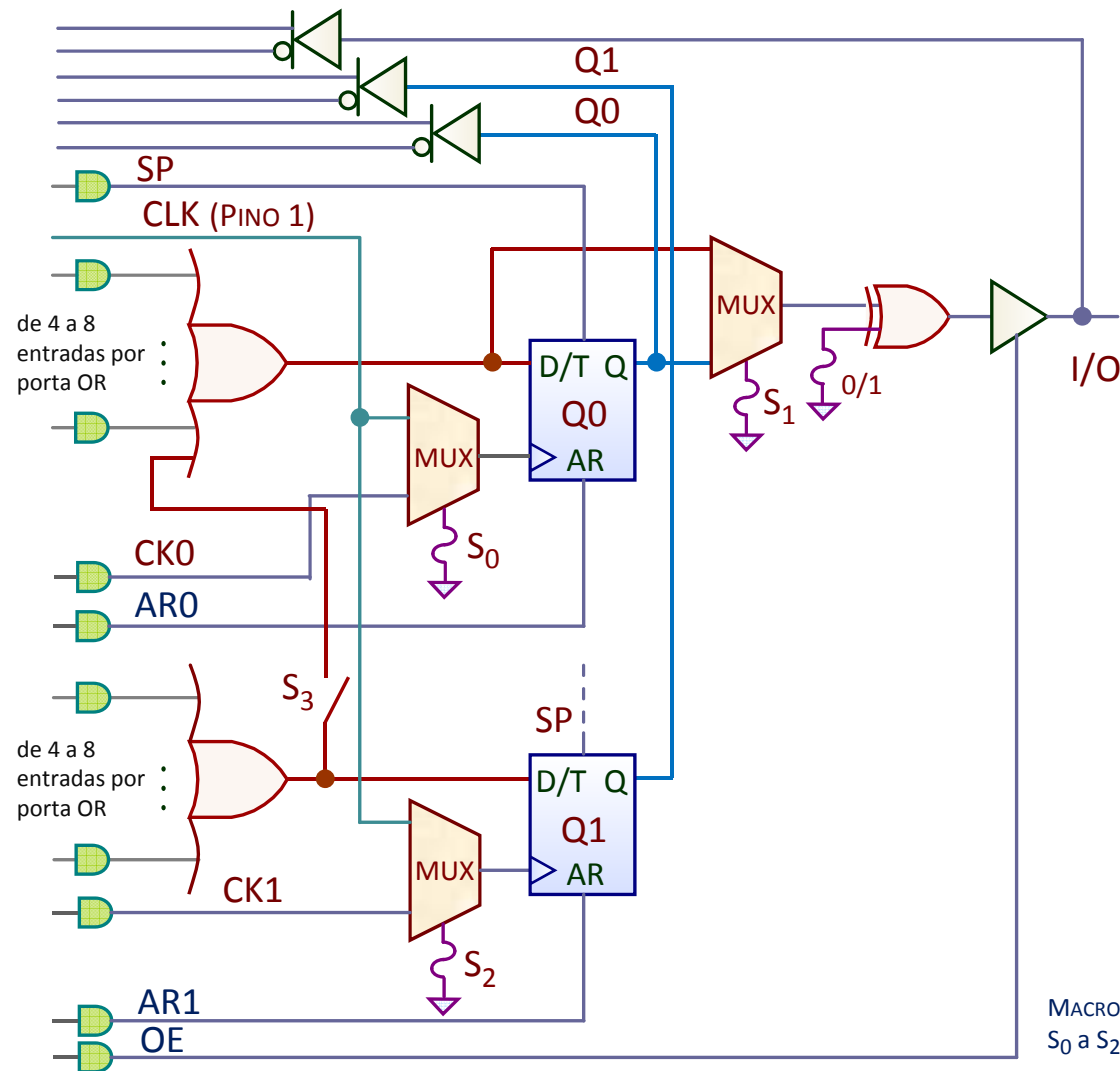 Q1
Q0
SP
CLK (PINO 1)
MUX
de 4 a 8
entradas por
porta OR
I/O
D/T Q
Q0
AR
0/1
S1
MUX
S0
CK0
AR0
S3
SP
de 4 a 8
entradas por
porta OR
D/T Q
Q1
AR
MUX
CK1
S2
AR1
OE
MACRO
S0 a S2